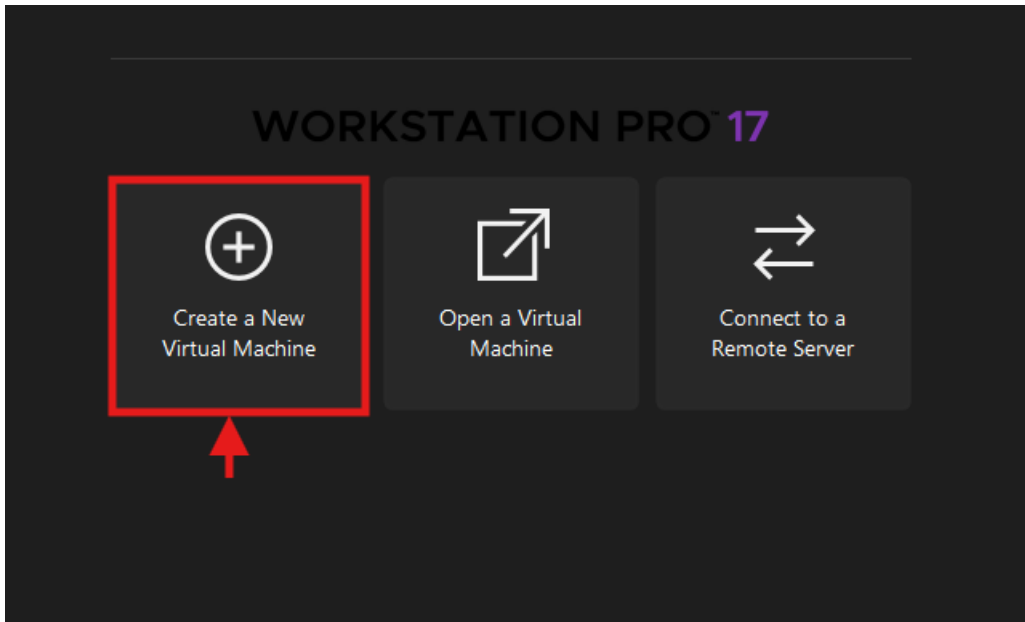 WORKSTATION PRO™ 17
Create a New
Virtual Machine
Open a Virtual
Machine
Connect to a
Remote Server